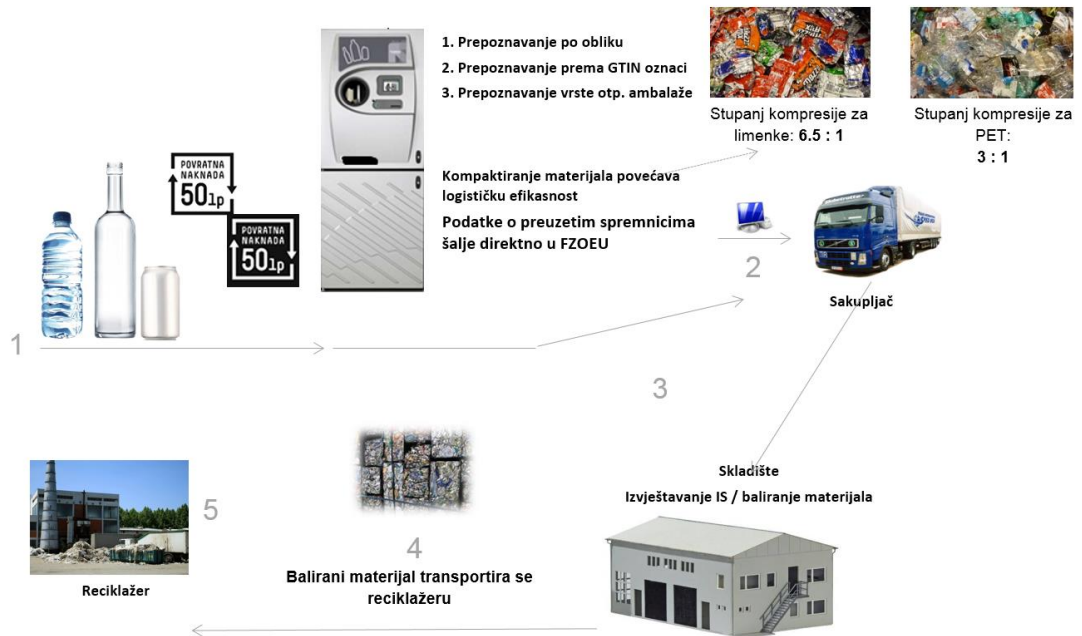 1. Prepoznavanje po obliku
2. Prepoznavanje prema GTIN oznaci
3. Prepoznavanje vrste otp. ambalaže
Stupanj kompresije za
limenke: 6.5 : 1
Stupanj kompresije za
PET:
3 : 1
POVRATNA
NAKNADA
50lp
POVRATNA
NAKNADA
50lp
Kompaktiranje materijala povećava
logističku efikasnost
Podatke o preuzetim spremnicima
šalje direktno u FZOEU
2
Sakupljač
1
3
Skladište
Izvještavanje IS / baliranje materijala
5
4
Balirani materijal transportira se
reciklažeru
Reciklažer